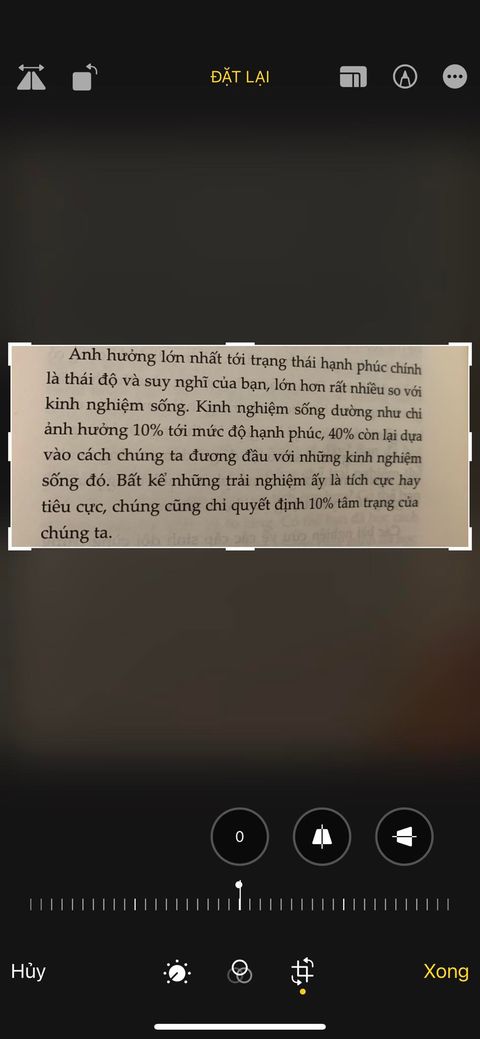 ĐẶT LẠI
Ảnh hưởng lớn nhất tới trạng thái hạnh phúc chính
là thái độ và suy nghĩ của bạn, lớn hơn rất nhiều so với
kinh nghiệm sống. Kinh nghiệm sống dường như chỉ
ảnh hưởng 10% tới mức độ hạnh phúc, 40% còn lại dựa
vào cách chúng ta đương đầu với những kinh nghiệm
sống đó. Bất kể những trải nghiệm ấy là tích cực hay
tiêu cực, chúng cũng chỉ quyết định 10% tâm trạng của
chúng ta.
0
Hủy
Xong